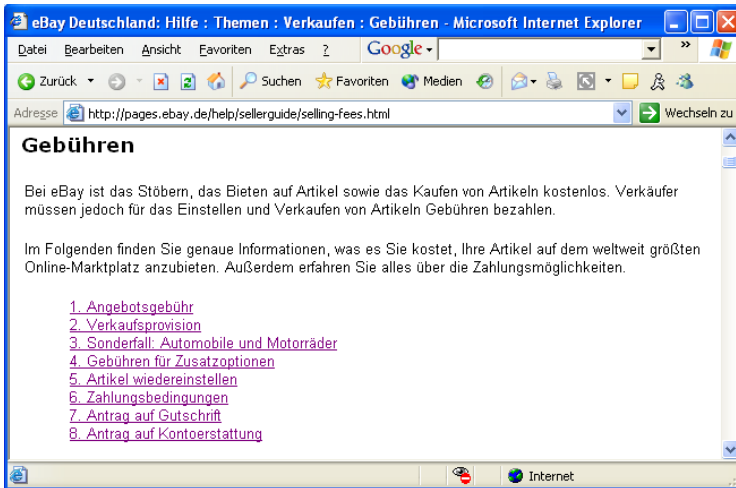 eBay Deutschland: Hilfe : Themen : Verkaufen : Gebühren - Microsoft Internet Explorer
Datei Bearbeiten Ansicht Favoriten Extras ? Google
Zurück Suchen Favoriten Medien
Adresse http://pages.ebay.de/help/sellerguide/selling-fees.html Wechseln zu
Gebühren
Bei eBay ist das Stöbern, das Bieten auf Artikel sowie das Kaufen von Artikeln kostenlos. Verkäufer
müssen jedoch für das Einstellen und Verkaufen von Artikeln Gebühren bezahlen.
Im Folgenden finden Sie genaue Informationen, was es Sie kostet, Ihre Artikel auf dem weltweit größten
Online-Marktplatz anzubieten. Außerdem erfahren Sie alles über die Zahlungsmöglichkeiten.
1. Angebotsgebühr
2. Verkaufsprovision
3. Sonderfall: Automobile und Motorräder
4. Gebühren für Zusatzoptionen
5. Artikel wiedereinstellen
6. Zahlungsbedingungen
7. Antrag auf Gutschrift
8. Antrag auf Kontoerstattung
Internet